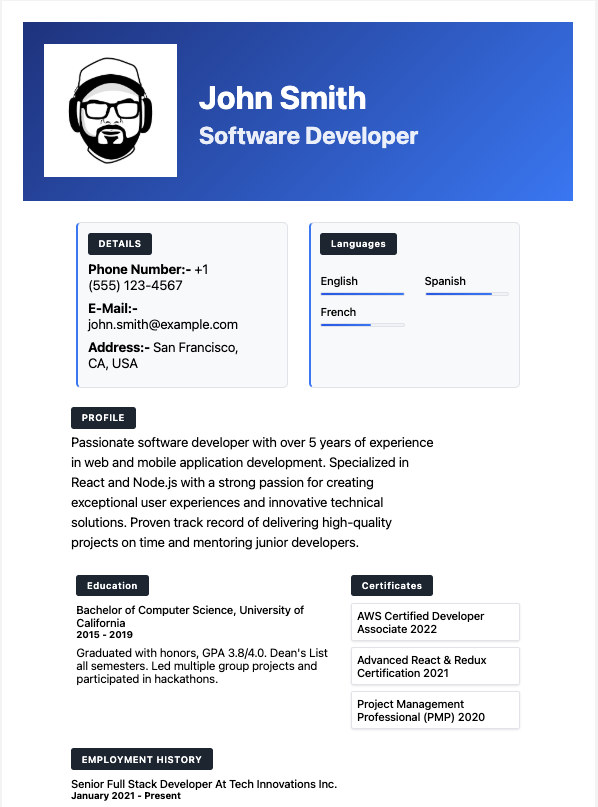 John Smith
Software Developer
DETAILS
Phone Number:- +1
(555) 123-4567
E-Mail:-
john.smith@example.com
Address:- San Francisco,
CA, USA
Languages
English
Spanish
French
PROFILE
Passionate software developer with over 5 years of experience
in web and mobile application development. Specialized in
React and Node.js with a strong passion for creating
exceptional user experiences and innovative technical
solutions. Proven track record of delivering high-quality
projects on time and mentoring junior developers.
Education
Bachelor of Computer Science, University of
California
2015 - 2019
Graduated with honors, GPA 3.8/4.0. Dean's List
all semesters. Led multiple group projects and
participated in hackathons.
Certificates
AWS Certified Developer
Associate 2022
Advanced React & Redux
Certification 2021
Project Management
Professional (PMP) 2020
EMPLOYMENT HISTORY
Senior Full Stack Developer At Tech Innovations Inc.
January 2021 - Present